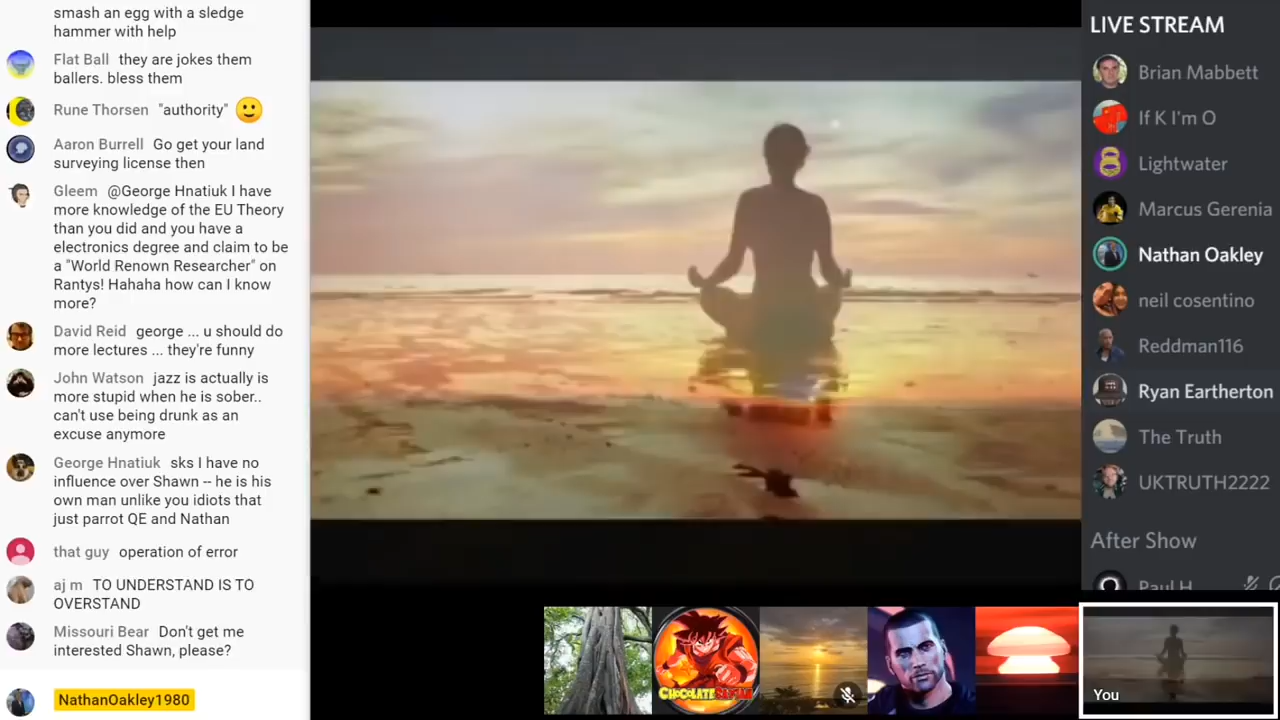 smash an egg with a sledge
hammer with help
Flat Ball they are jokes them
ballers. bless them
Rune Thorsen "authority" 🙂
Aaron Burrell Go get your land
surveying license then
Gleem @George Hnatiuk I have
more knowledge of the EU Theory
than you did and you have a
electronics degree and claim to be
a "World Renown Researcher" on
Rantys! Hahaha how can I know
more?
David Reid george ... u should do
more lectures ... they're funny
John Watson jazz is actually is
more stupid when he is sober..
can't use being drunk as an
excuse anymore
George Hnatiuk sks I have no
influence over Shawn -- he is his
own man unlike you idiots that
just parrot QE and Nathan
that guy operation of error
aj m TO UNDERSTAND IS TO
OVERSTAND
Missouri Bear Don't get me
interested Shawn, please?
NathanOakley1980
LIVE STREAM
Brian Mabbett
If K I'm O
Lightwater
Marcus Gerenia
Nathan Oakley
neil cosentino
Reddman116
Ryan Eartherton
The Truth
UKTRUTH2222
After Show
Paul H
CHOCOLATE SAIYAN
You